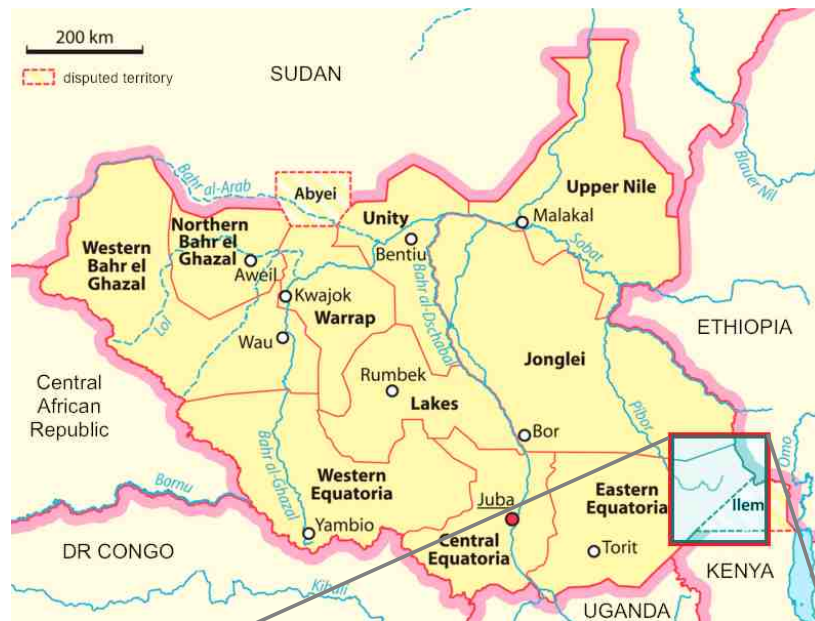 200 km
disputed territory
SUDAN
Bahr
al-Arab
Abyei
Blauer Nil
Upper Nile
Unity
Malakal
Northern
Bahr el
Ghazal
Western
Bahr el
Ghazal
Bentiu
Sobat
Aweil
Kwajok
Bahr al-Dschabal
Warrap
Lol
ETHIOPIA
Wau
Jonglei
Central
African
Republic
Rumbek
Lakes
Pibor
Bor
Omo
Bahr al-Ghazal
Western
Equatoria
Bornu
Juba
Eastern
Equatoria
Ilem
Yambio
Central
Equatoria
Torit
DR CONGO
KENYA
Kibali
UGANDA